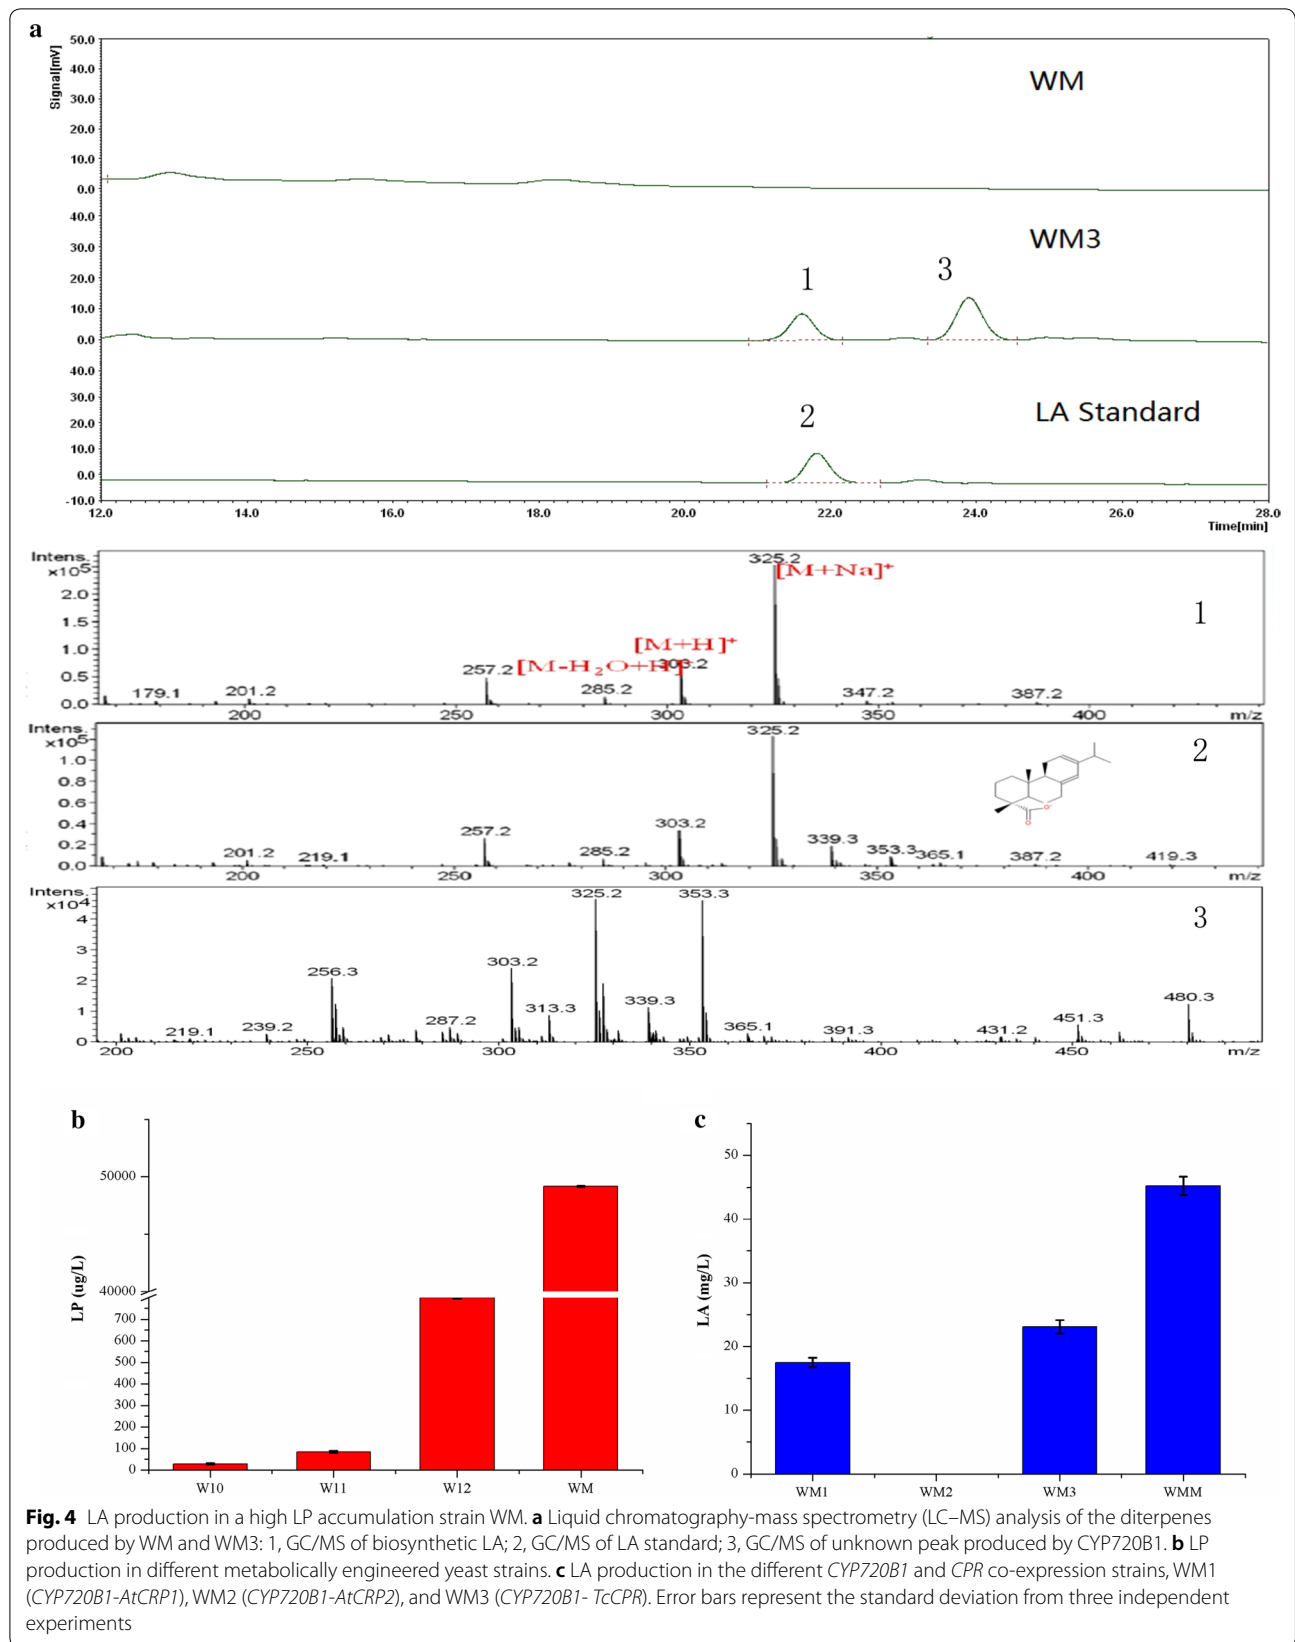 a
Signal[mV]
50.0
40.0
30.0
20.0
10.0
0.0
WM
40.0
30.0
20.0
10.0
0.0
WM3
1
3
40.0
30.0
20.0
10.0
0.0
-10.0
LA Standard
2
12.0 14.0 16.0 18.0 20.0 22.0 24.0 26.0 28.0
Time[min]
Intens.
x10⁵
2.0
1.5
1.0
0.5
0.0
325.2
[M+Na]⁺
[M+H]⁺
303.2
[M-H₂O+H]⁺
257.2
285.2
179.1
201.2
347.2
387.2
1
200 250 300 350 400 m/z
Intens.
x10⁵
1.0
0.8
0.6
0.4
0.2
0.0
325.2
303.2
257.2
201.2
219.1
285.2
339.3
353.3
365.1
387.2
419.3
O⁻
O
2
200 250 300 350 400 m/z
Intens.
x10⁴
4
3
2
1
0
325.2
353.3
303.2
256.3
219.1
239.2
287.2
313.3
339.3
365.1
391.3
431.2
451.3
480.3
3
200 250 300 350 400 450 m/z
b
LP (ug/L)
50000
40000
700
600
500
400
300
200
100
0
W10 W11 W12 WM
c
LA (mg/L)
50
40
30
20
10
0
WM1 WM2 WM3 WMM
Fig. 4 LA production in a high LP accumulation strain WM. a Liquid chromatography-mass spectrometry (LC–MS) analysis of the diterpenes
produced by WM and WM3: 1, GC/MS of biosynthetic LA; 2, GC/MS of LA standard; 3, GC/MS of unknown peak produced by CYP720B1. b LP
production in different metabolically engineered yeast strains. c LA production in the different CYP720B1 and CPR co-expression strains, WM1
(CYP720B1-AtCRP1), WM2 (CYP720B1-AtCRP2), and WM3 (CYP720B1- TcCPR). Error bars represent the standard deviation from three independent
experiments